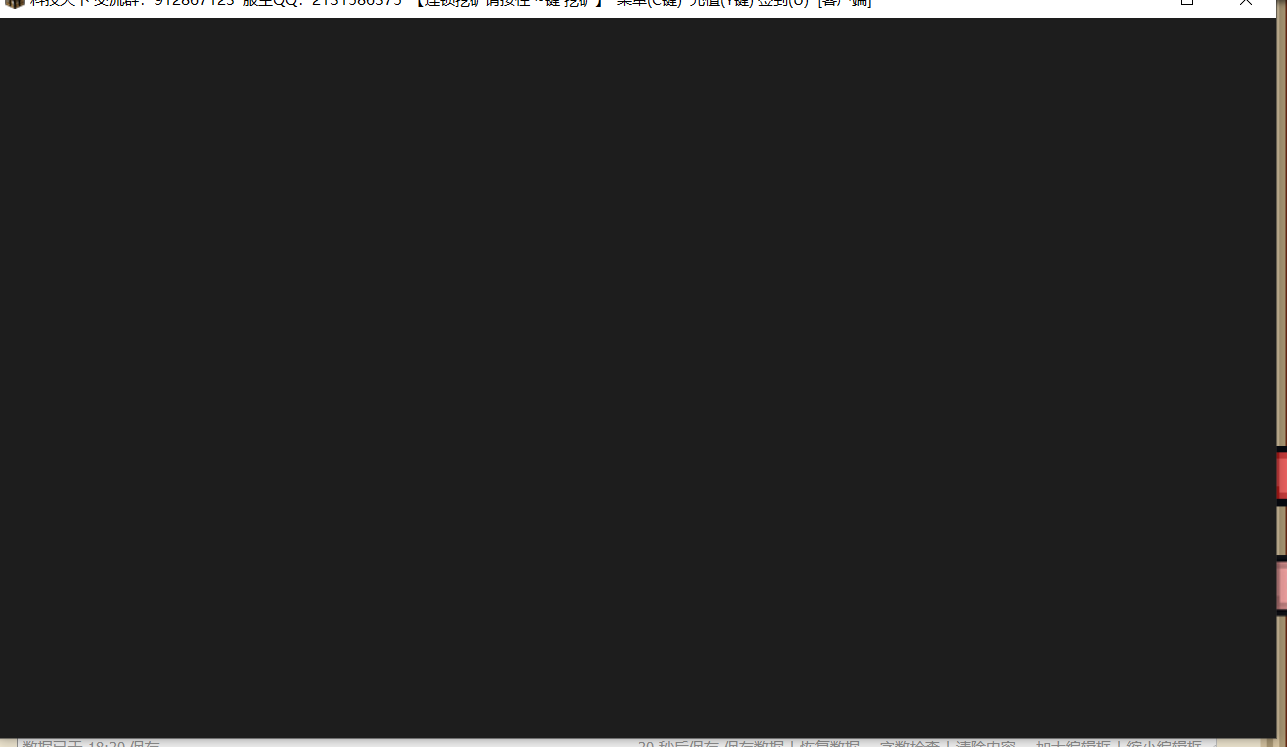 科技天下 交流群：912867123 服主QQ：2131586375 【连锁挖矿请按住 ~键 挖矿】 菜单(C键) 充值(Y键) 签到(U) [客户端]
数据已于 18:20 保存 20 秒后保存 保存数据 | 恢复数据 字数检查 | 清除内容 加大编辑框 | 缩小编辑框